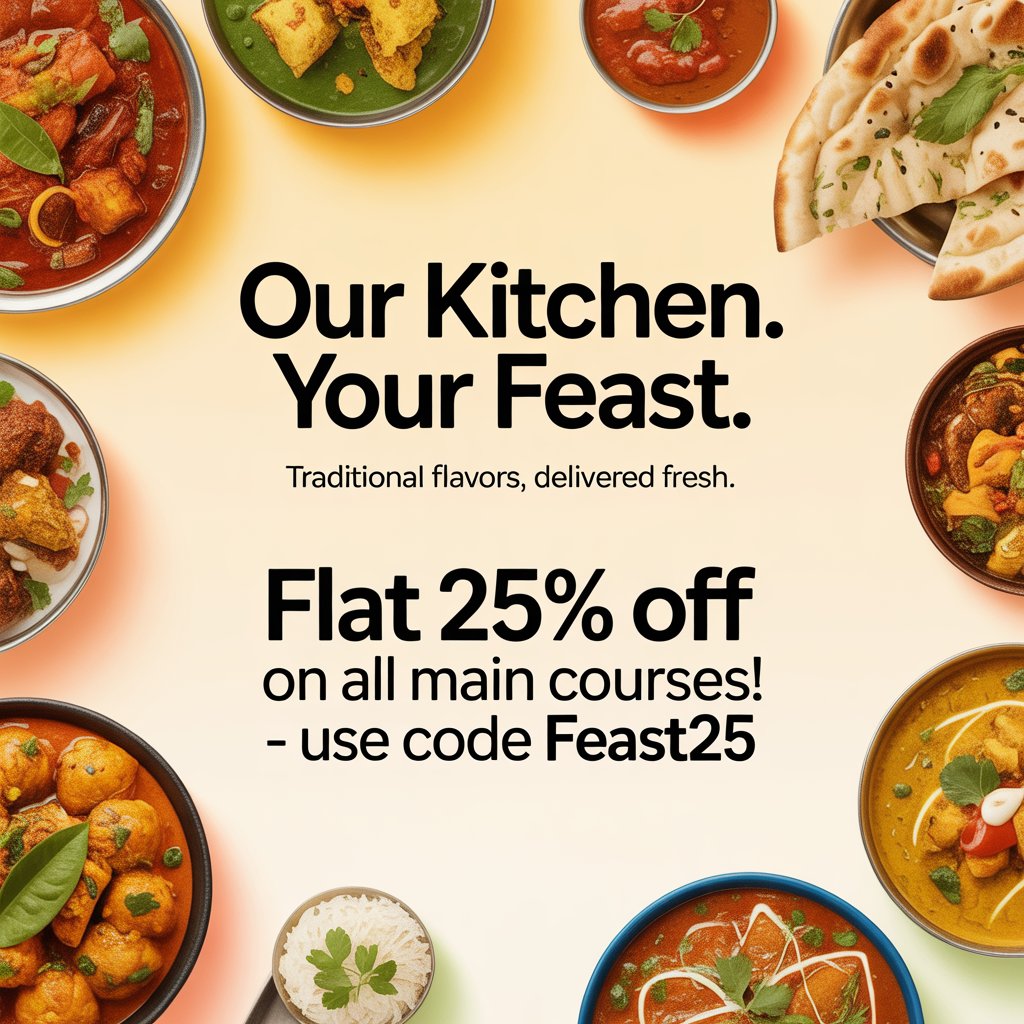 Our Kitchen.
Your Feast.
Traditional flavors, delivered fresh.
Flat 25% off
on all main courses!
- use code Feast25